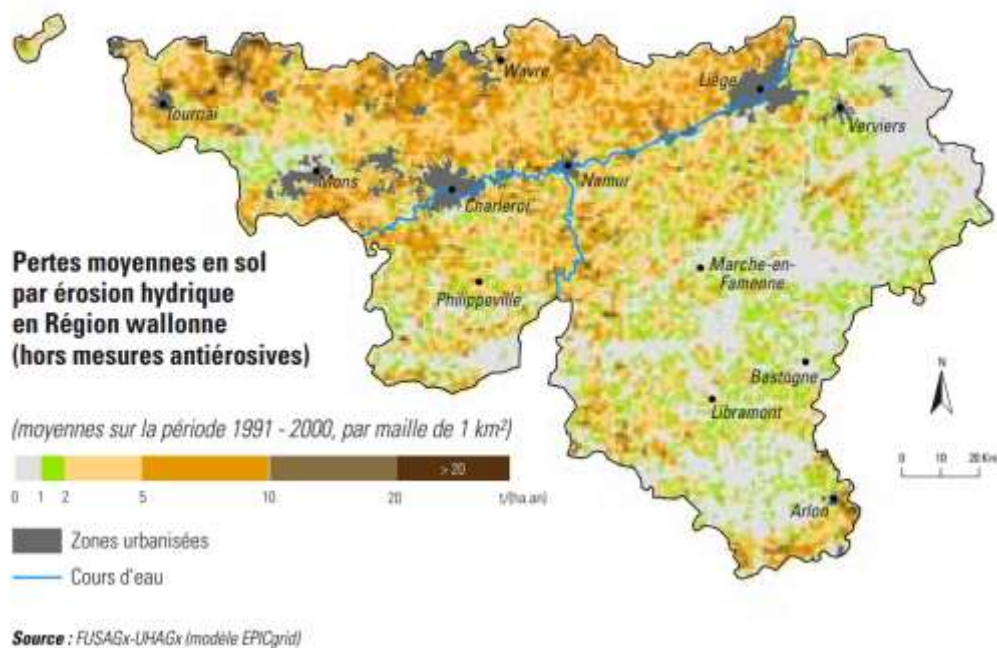 Wavre
Liège
Tournai
Verviers
Mons
Namur
Charleroi
Pertes moyennes en sol
par érosion hydrique
en Région wallonne
(hors mesures antiérosives)
Marche-en-
Famenne
Philippeville
Bastogne
N
Libramont
(moyennes sur la période 1991 - 2000, par maille de 1 km²)
> 20
0 10 20 Km
0 1 2 5 10 20 t/(ha.an)
Arlon
Zones urbanisées
Cours d'eau
Source : FUSAGx-UHAGx (modèle EPICgrid)